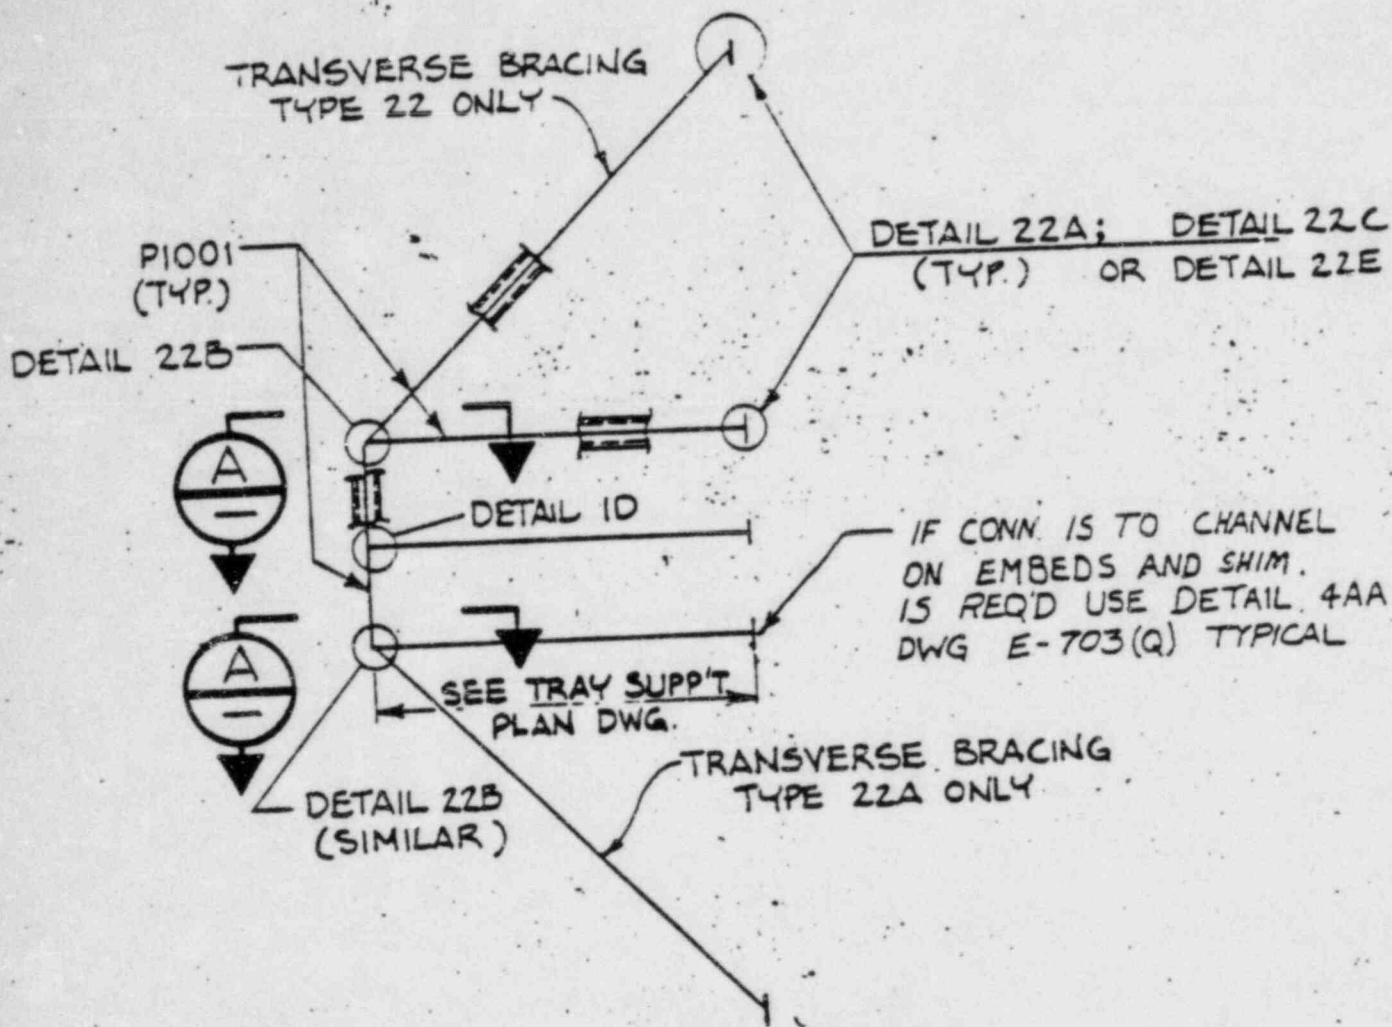 TRANSVERSE BRACING
TYPE 22 ONLY
P1001
(TYP.)
DETAIL 22A; DETAIL 22C
(TYP.) OR DETAIL 22E
DETAIL 22B
A
DETAIL 1D
IF CONN. IS TO CHANNEL
ON EMBEDS AND SHIM.
IS REQ'D USE DETAIL 4AA
DWG E-703(Q) TYPICAL
A
SEE TRAY SUPP'T
PLAN DWG.
TRANSVERSE BRACING
TYPE 22A ONLY
DETAIL 22B
(SIMILAR)